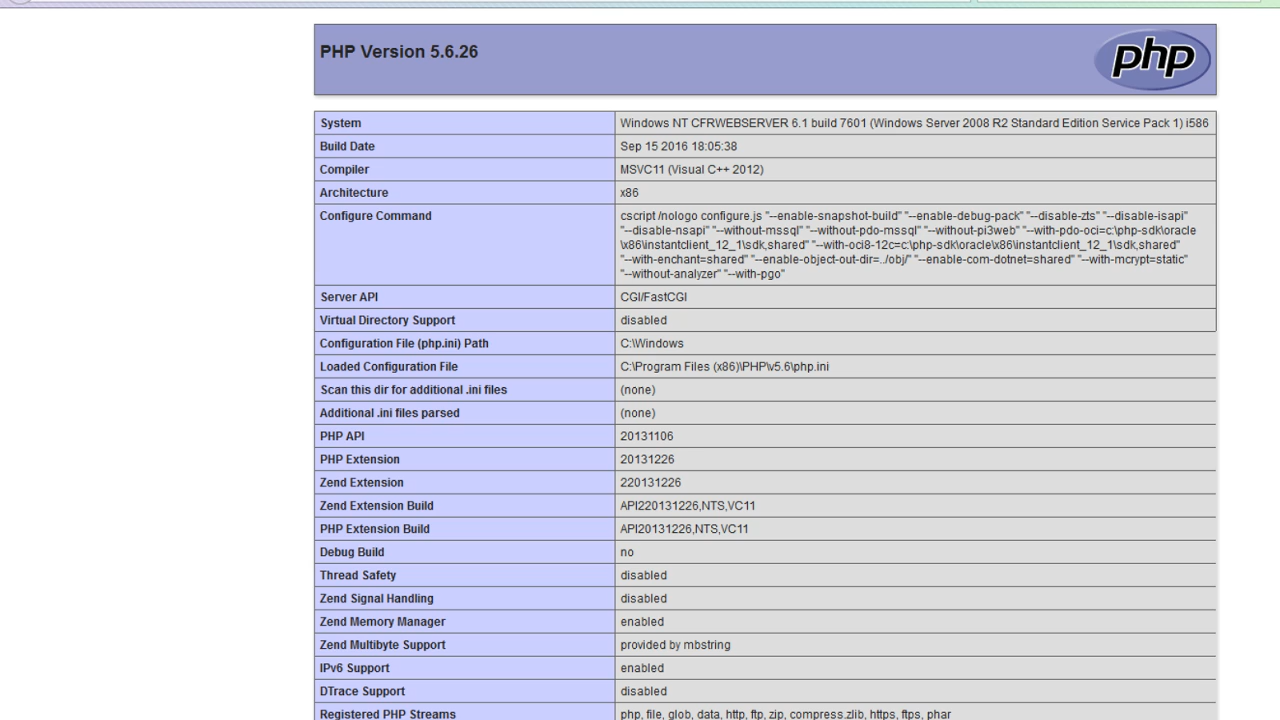 PHP Version 5.6.26
php
System Windows NT CFRWEBSERVER 6.1 build 7601 (Windows Server 2008 R2 Standard Edition Service Pack 1) i586
Build Date Sep 15 2016 18:05:38
Compiler MSVC11 (Visual C++ 2012)
Architecture x86
Configure Command cscript /nologo configure.js "--enable-snapshot-build" "--enable-debug-pack" "--disable-zts" "--disable-isapi"
"--disable-nsapi" "--without-mssql" "--without-pdo-mssql" "--without-pi3web" "--with-pdo-oci=c:\php-sdk\oracle
\x86\instantclient_12_1\sdk,shared" "--with-oci8-12c=c:\php-sdk\oracle\x86\instantclient_12_1\sdk,shared"
"--with-enchant=shared" "--enable-object-out-dir=../obj/" "--enable-com-dotnet=shared" "--with-mcrypt=static"
"--without-analyzer" "--with-pgo"
Server API CGI/FastCGI
Virtual Directory Support disabled
Configuration File (php.ini) Path C:\Windows
Loaded Configuration File C:\Program Files (x86)\PHP\v5.6\php.ini
Scan this dir for additional .ini files (none)
Additional .ini files parsed (none)
PHP API 20131106
PHP Extension 20131226
Zend Extension 220131226
Zend Extension Build API220131226,NTS,VC11
PHP Extension Build API20131226,NTS,VC11
Debug Build no
Thread Safety disabled
Zend Signal Handling disabled
Zend Memory Manager enabled
Zend Multibyte Support provided by mbstring
IPv6 Support enabled
DTrace Support disabled
Registered PHP Streams php, file, glob, data, http, ftp, zip, compress.zlib, https, ftps, phar